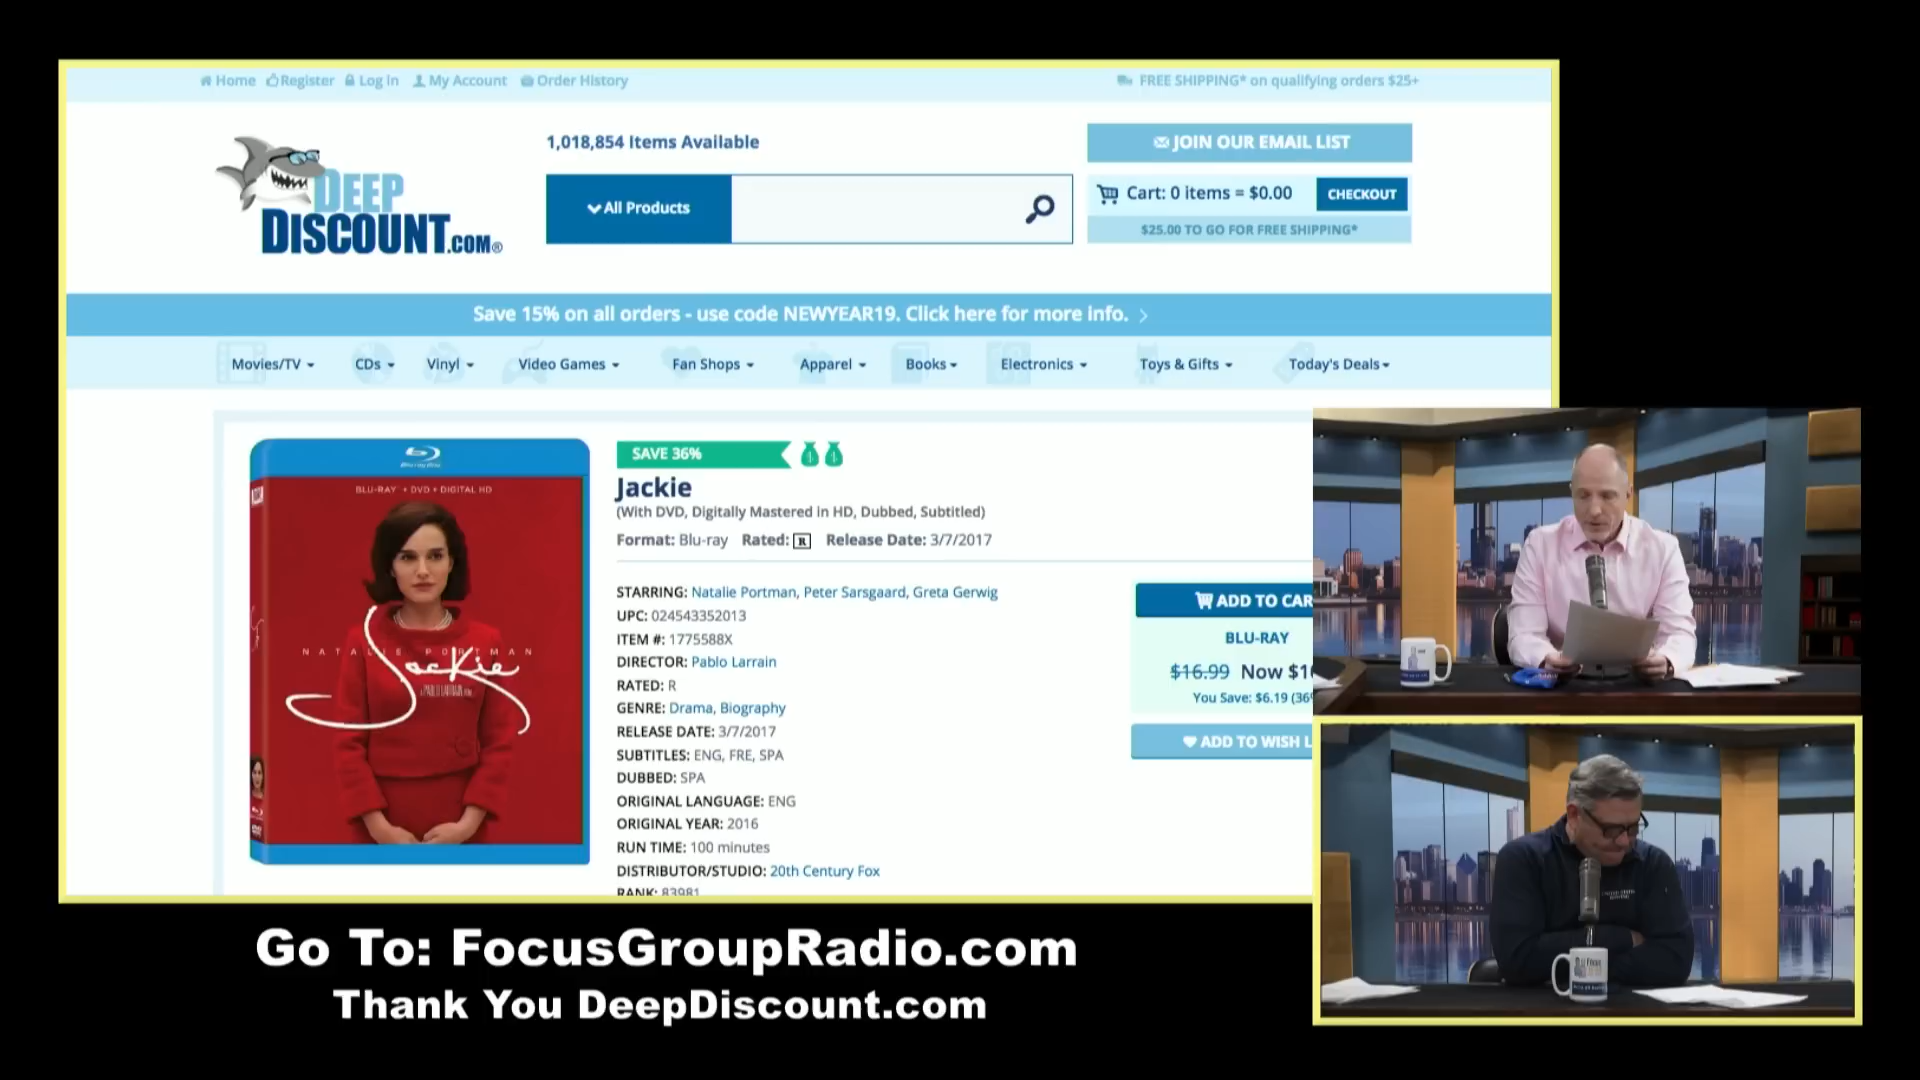 Home Register Log In My Account Order History
FREE SHIPPING* on qualifying orders $25+
DEEP
DISCOUNT.COM®
1,018,854 Items Available
All Products
JOIN OUR EMAIL LIST
Cart: 0 items = $0.00
CHECKOUT
$25.00 TO GO FOR FREE SHIPPING*
Save 15% on all orders - use code NEWYEAR19. Click here for more info.
Movies/TV CDs Vinyl Video Games Fan Shops Apparel Books Electronics Toys & Gifts Today's Deals
Blu-ray Disc
BLU-RAY + DVD + DIGITAL HD
NATALIE PORTMAN
Jackie
SAVE 36%
Jackie
(With DVD, Digitally Mastered in HD, Dubbed, Subtitled)
Format: Blu-ray Rated: R Release Date: 3/7/2017
STARRING: Natalie Portman, Peter Sarsgaard, Greta Gerwig
UPC: 024543352013
ITEM #: 1775588X
DIRECTOR: Pablo Larrain
RATED: R
GENRE: Drama, Biography
RELEASE DATE: 3/7/2017
SUBTITLES: ENG, FRE, SPA
DUBBED: SPA
ORIGINAL LANGUAGE: ENG
ORIGINAL YEAR: 2016
RUN TIME: 100 minutes
DISTRIBUTOR/STUDIO: 20th Century Fox
RANK: 83981
ADD TO CAR
BLU-RAY
$16.99 Now $1
You Save: $6.19 (36
ADD TO WISH L
Go To: FocusGroupRadio.com
Thank You DeepDiscount.com